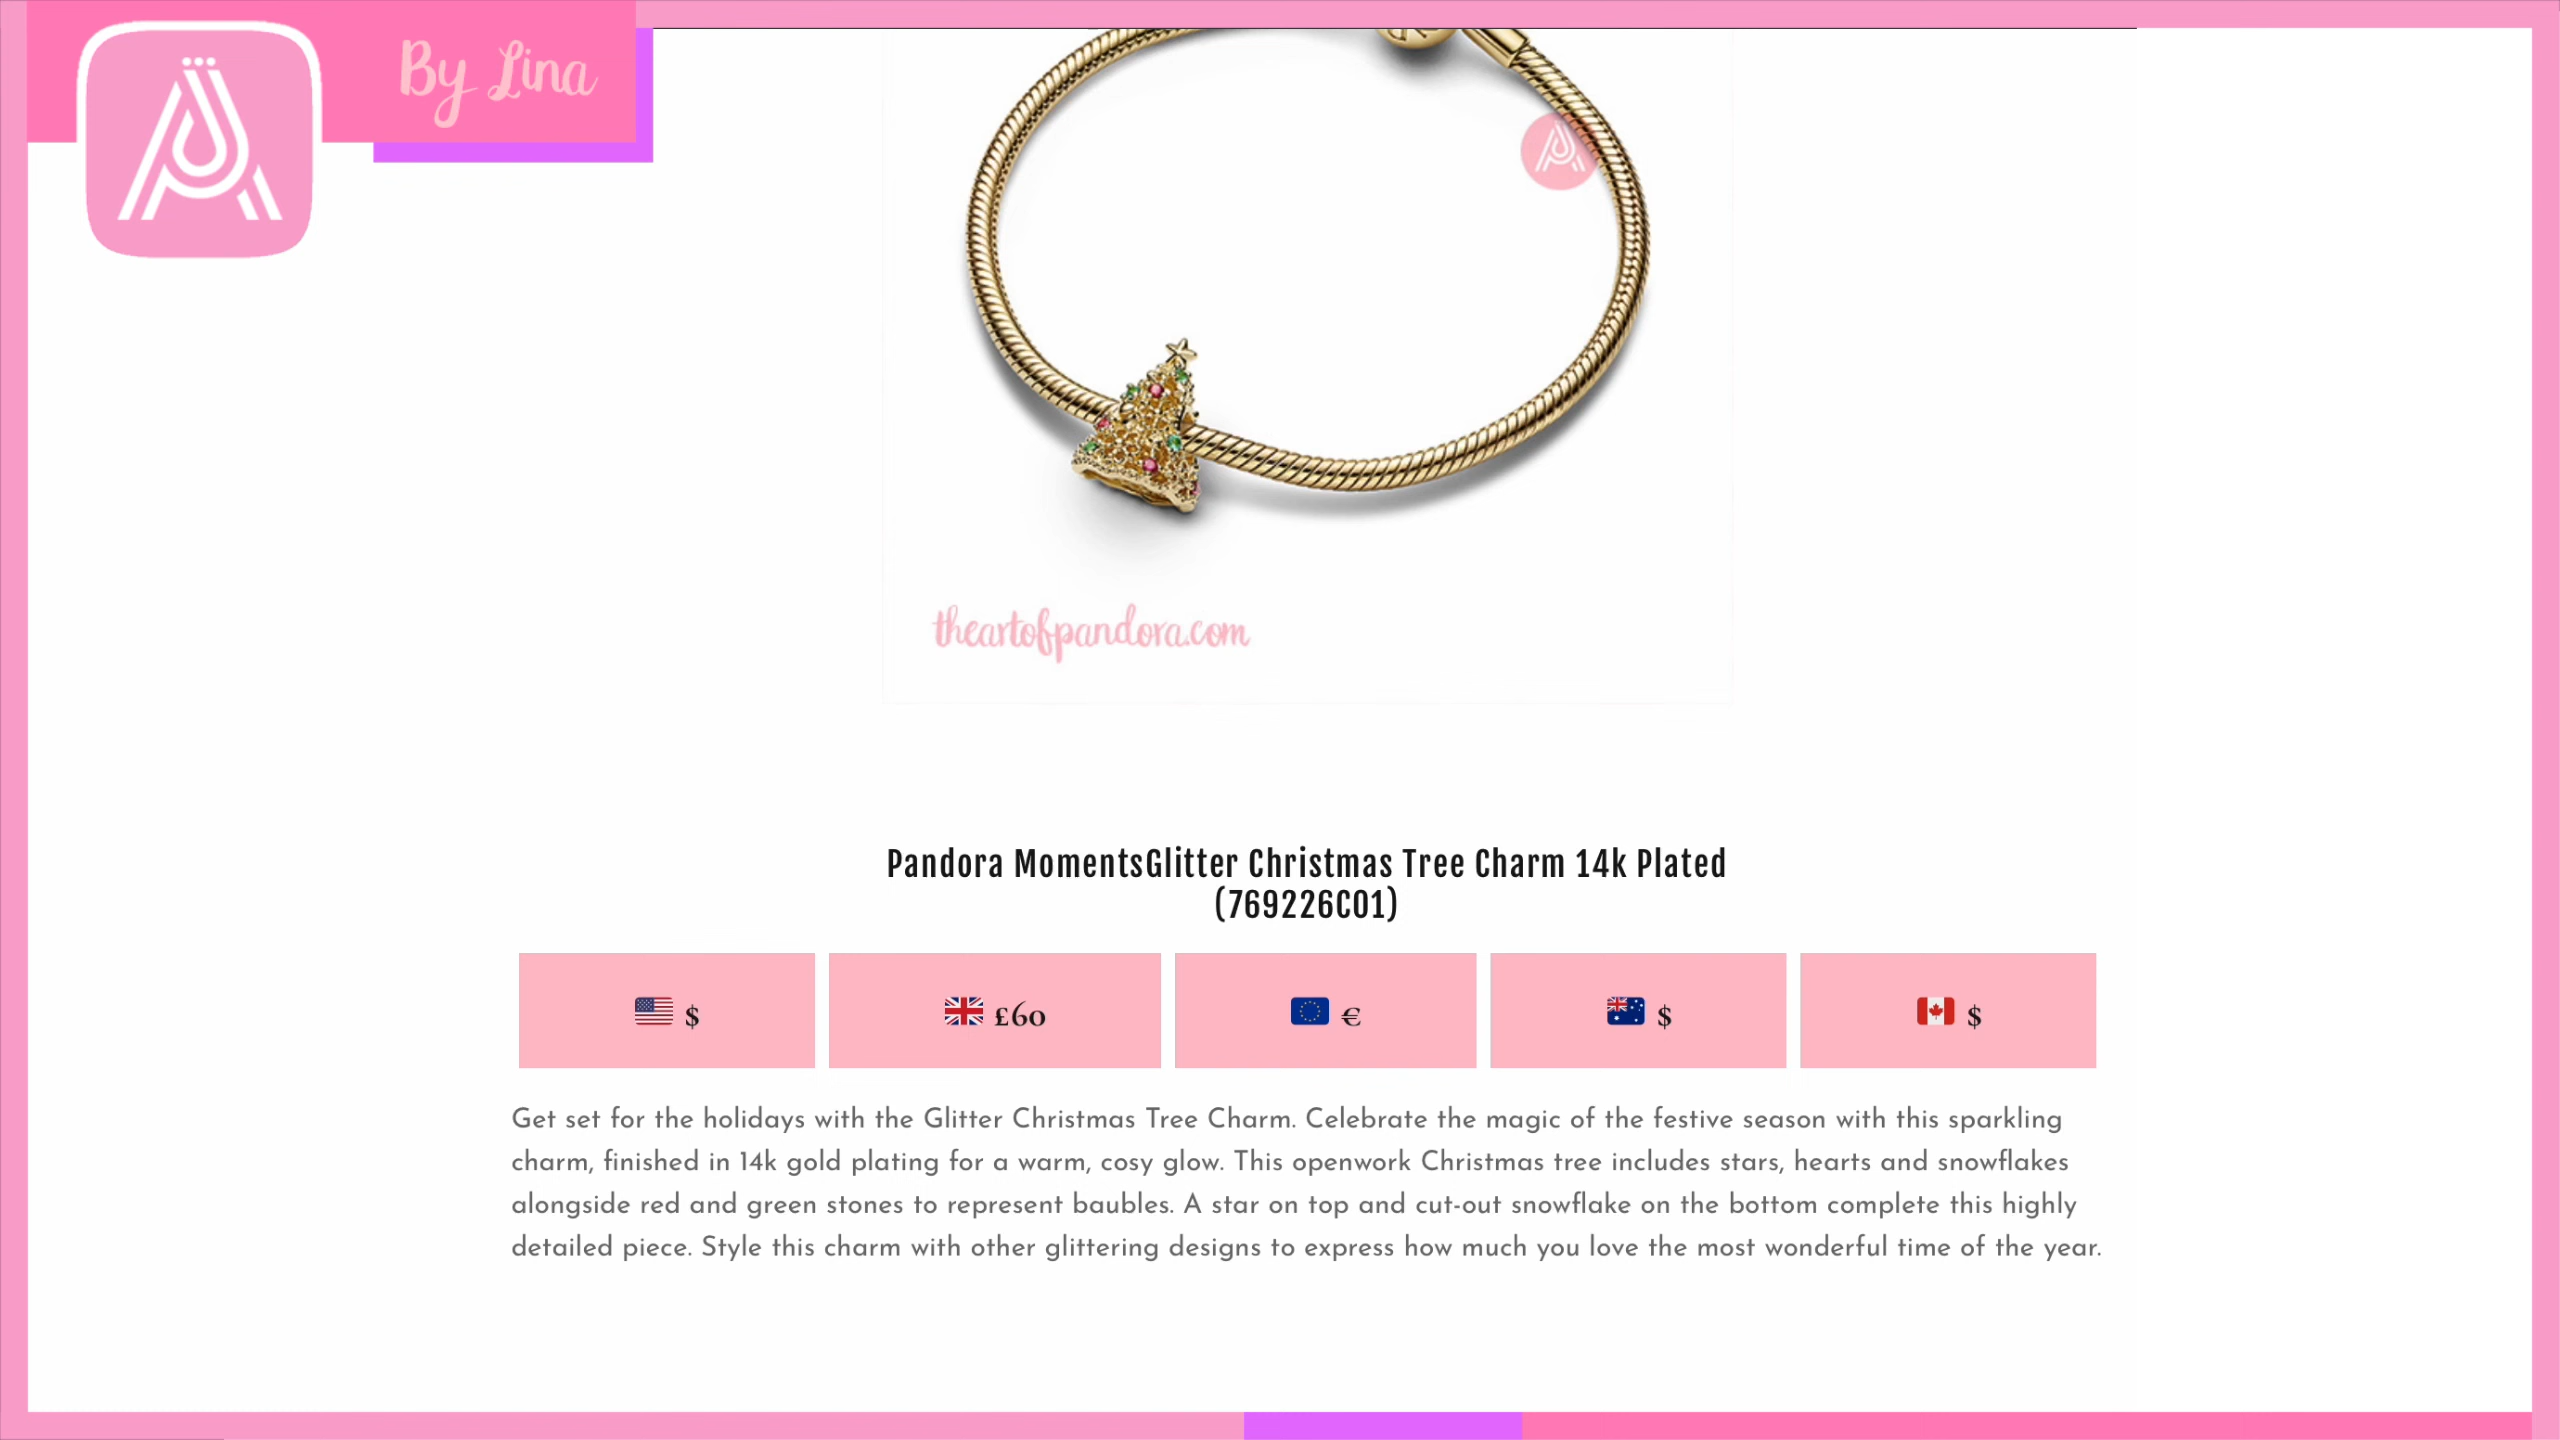 By Lina
theartofpandora.com
Pandora MomentsGlitter Christmas Tree Charm 14k Plated
(769226C01)
$
£60
€
$
$
Get set for the holidays with the Glitter Christmas Tree Charm. Celebrate the magic of the festive season with this sparkling
charm, finished in 14k gold plating for a warm, cosy glow. This openwork Christmas tree includes stars, hearts and snowflakes
alongside red and green stones to represent baubles. A star on top and cut-out snowflake on the bottom complete this highly
detailed piece. Style this charm with other glittering designs to express how much you love the most wonderful time of the year.